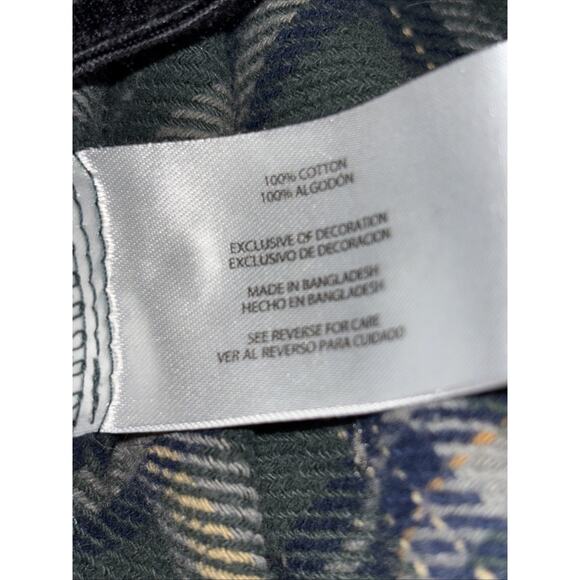 100% COTTON
100% ALGODÓN
EXCLUSIVE OF DECORATION
EXCLUSIVO DE DECORACION
MADE IN BANGLADESH
HECHO EN BANGLADESH
SEE REVERSE FOR CARE
VER AL REVERSO PARA CUIDADO